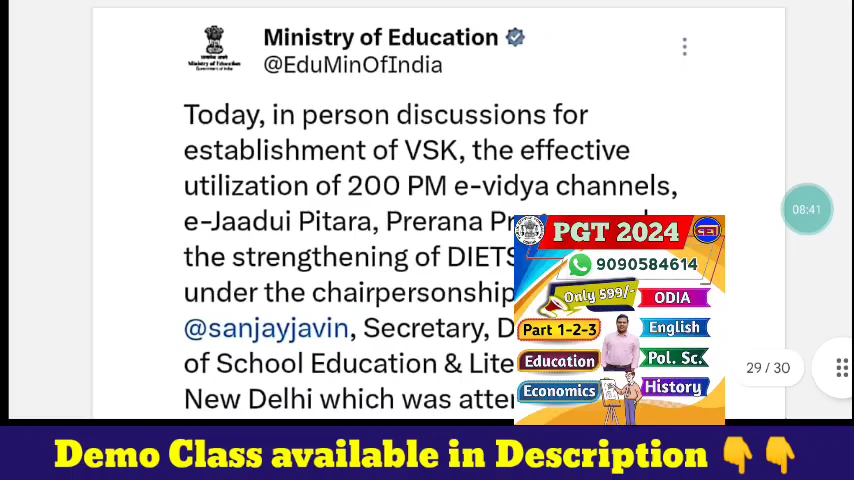 Ministry of Education
@EduMinOfIndia
Today, in person discussions for
establishment of VSK, the effective
utilization of 200 PM e-vidya channels,
e-Jaadui Pitara, Prerana
the strengthening of DIETS
under the chairpersonship
@sanjayjavin, Secretary,
of School Education &
New Delhi which was
08:41
PGT 2024
9090584614
Only 599/-
ODIA
Part 1-2-3
English
Education
Pol. Sc.
Economics
History
29 / 30
Demo Class available in Description 👇👇